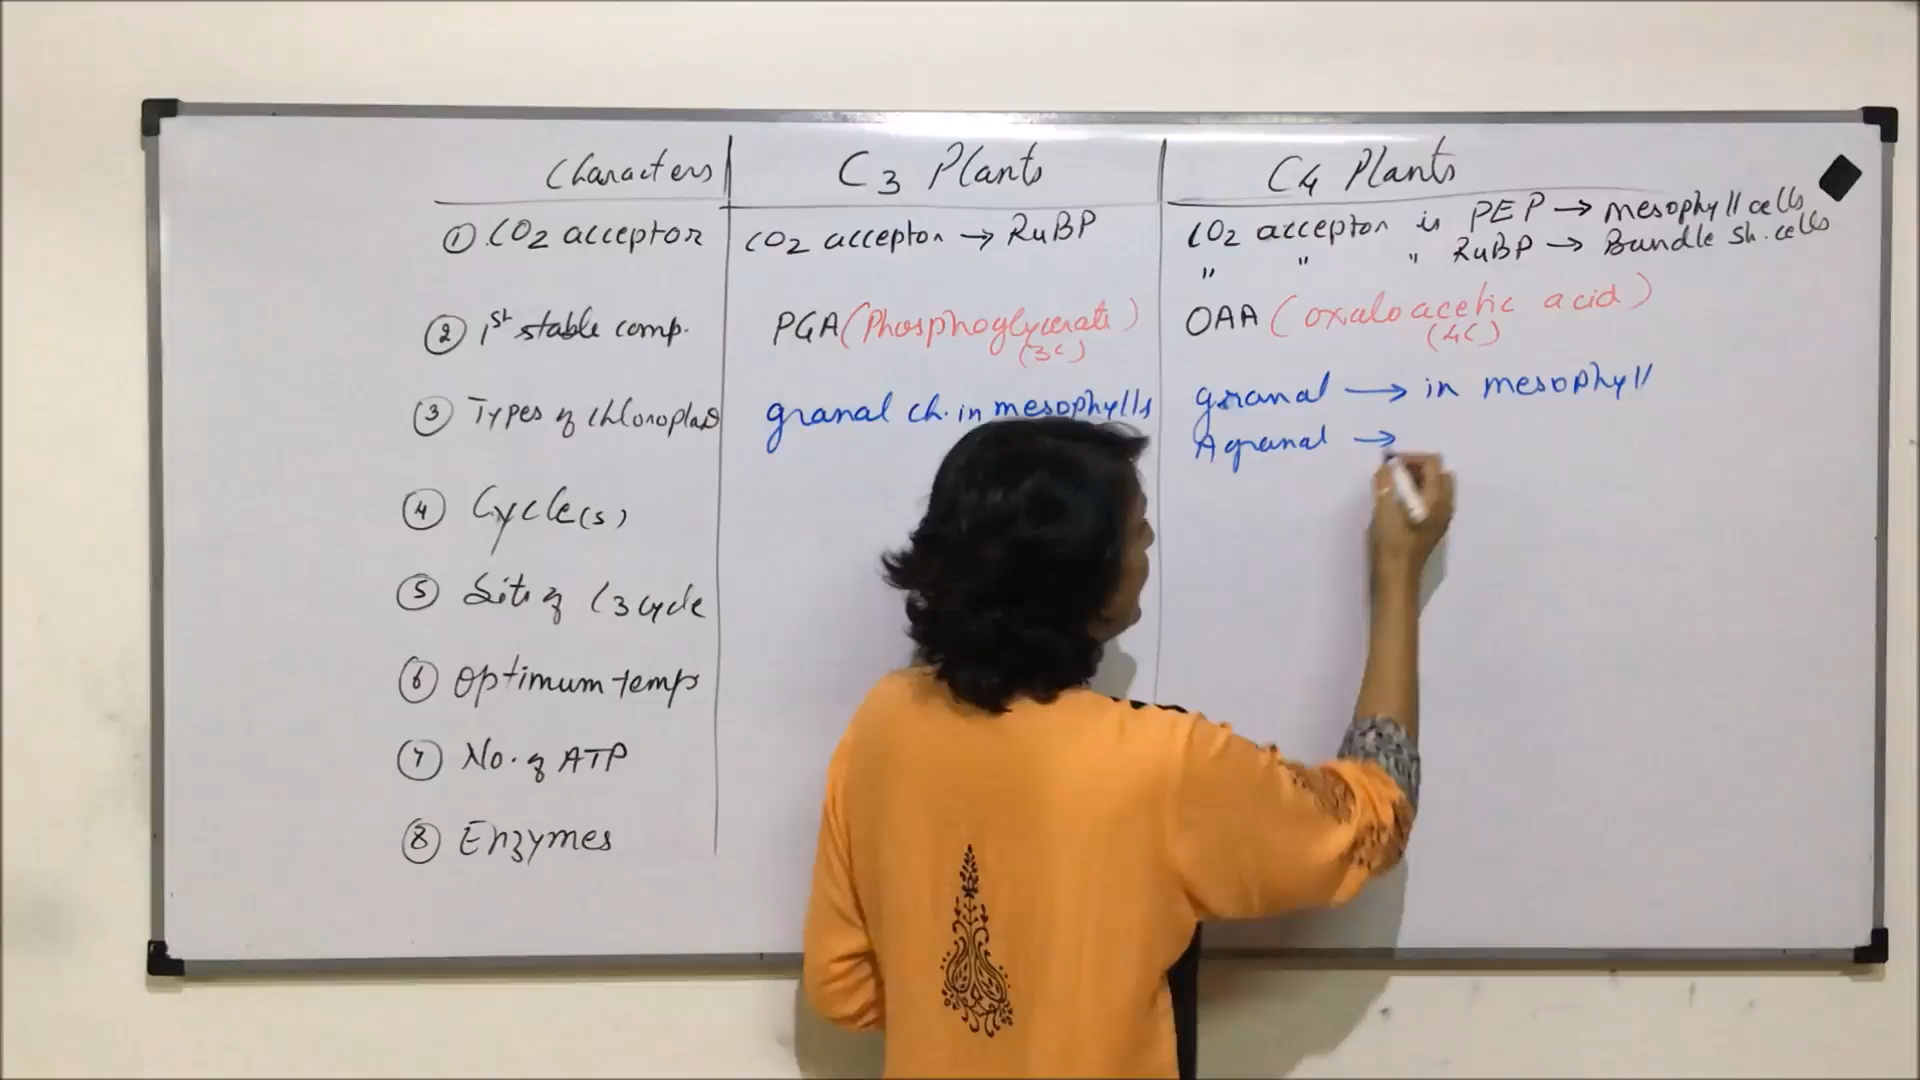 Characters
C3 Plants
C4 Plants
① CO2 acceptor
CO2 acceptor → RuBP
CO2 acceptor is PEP → mesophyll cells
" " " RuBP → Bundle Sh. cells
② 1st stable comp.
PGA (Phosphoglycerate)
(3C)
OAA (oxaloacetic acid)
(4C)
③ Types of chloroplast
granal ch. in mesophylls
granal → in mesophyll
Agranal →
④ Cycle(s)
⑤ Site of C3 cycle
⑥ Optimum temps
⑦ No. of ATP
⑧ Enzymes